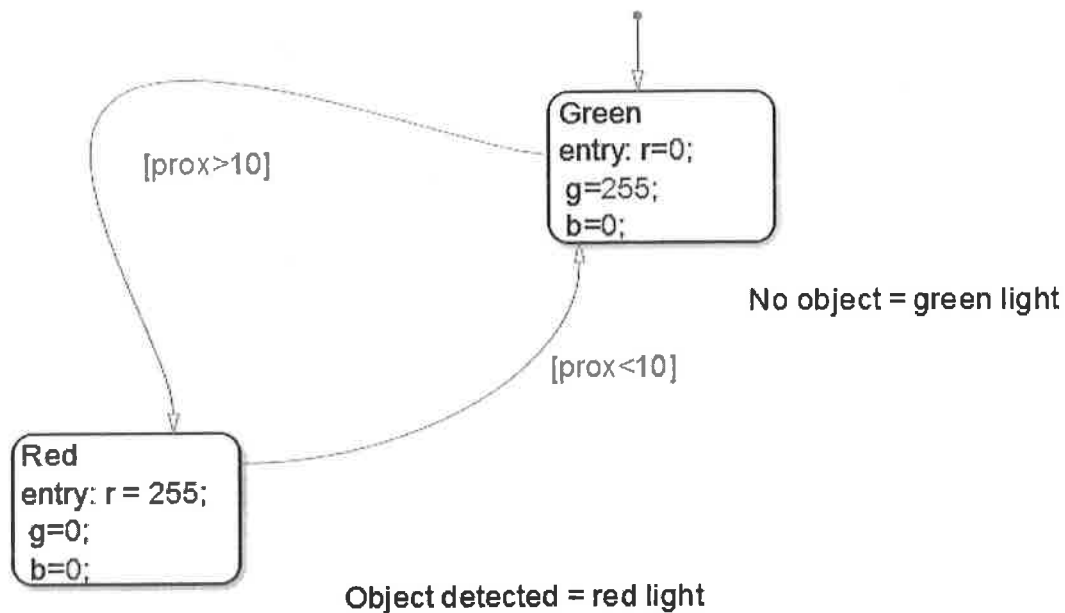 Green
entry: r=0;
g=255;
b=0;
[prox>10]
No object = green light
[prox<10]
Red
entry: r = 255;
g=0;
b=0;
Object detected = red light